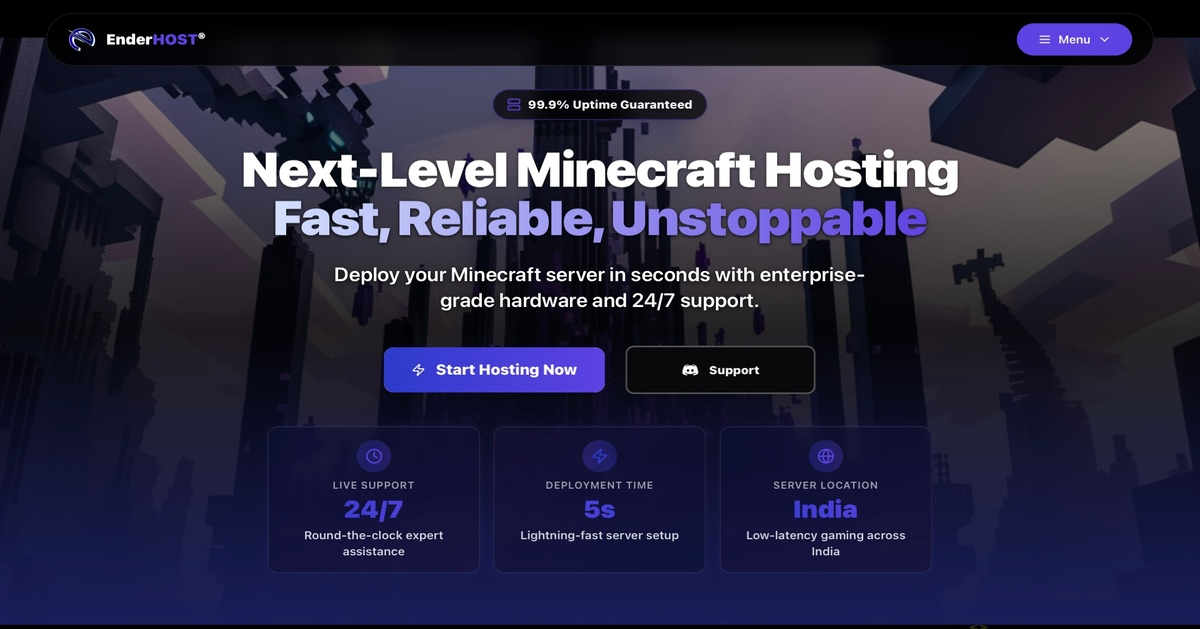 EnderHOST®
Menu
99.9% Uptime Guaranteed
Next-Level Minecraft Hosting
Fast, Reliable, Unstoppable
Deploy your Minecraft server in seconds with enterprise-
grade hardware and 24/7 support.
Start Hosting Now
Support
LIVE SUPPORT
24/7
Round-the-clock expert
assistance
DEPLOYMENT TIME
5s
Lightning-fast server setup
SERVER LOCATION
India
Low-latency gaming across
India